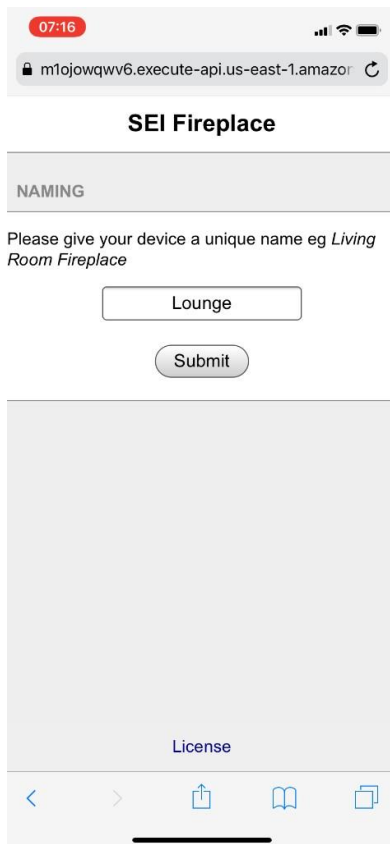 07:16
m1ojowqwv6.execute-api.us-east-1.amazon
SEI Fireplace
NAMING
Please give your device a unique name eg Living
Room Fireplace
Lounge
Submit
License